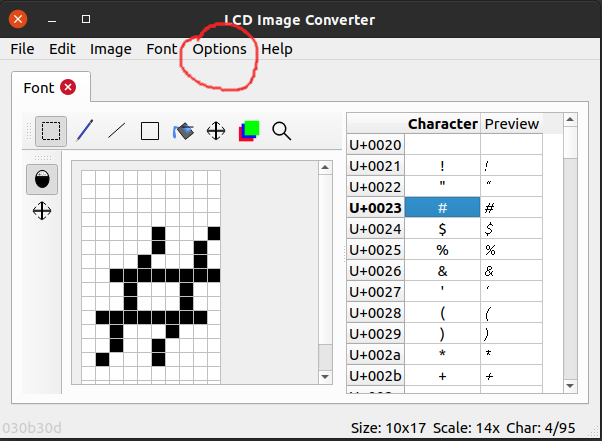 LCD Image Converter
File Edit Image Font Options Help
Font
Character Preview
U+0020
U+0021 ! !
U+0022 " "
U+0023 # #
U+0024 $ $
U+0025 % %
U+0026 & &
U+0027 ' '
U+0028 ( (
U+0029 ) )
U+002a * *
U+002b + +
030b30d Size: 10x17 Scale: 14x Char: 4/95